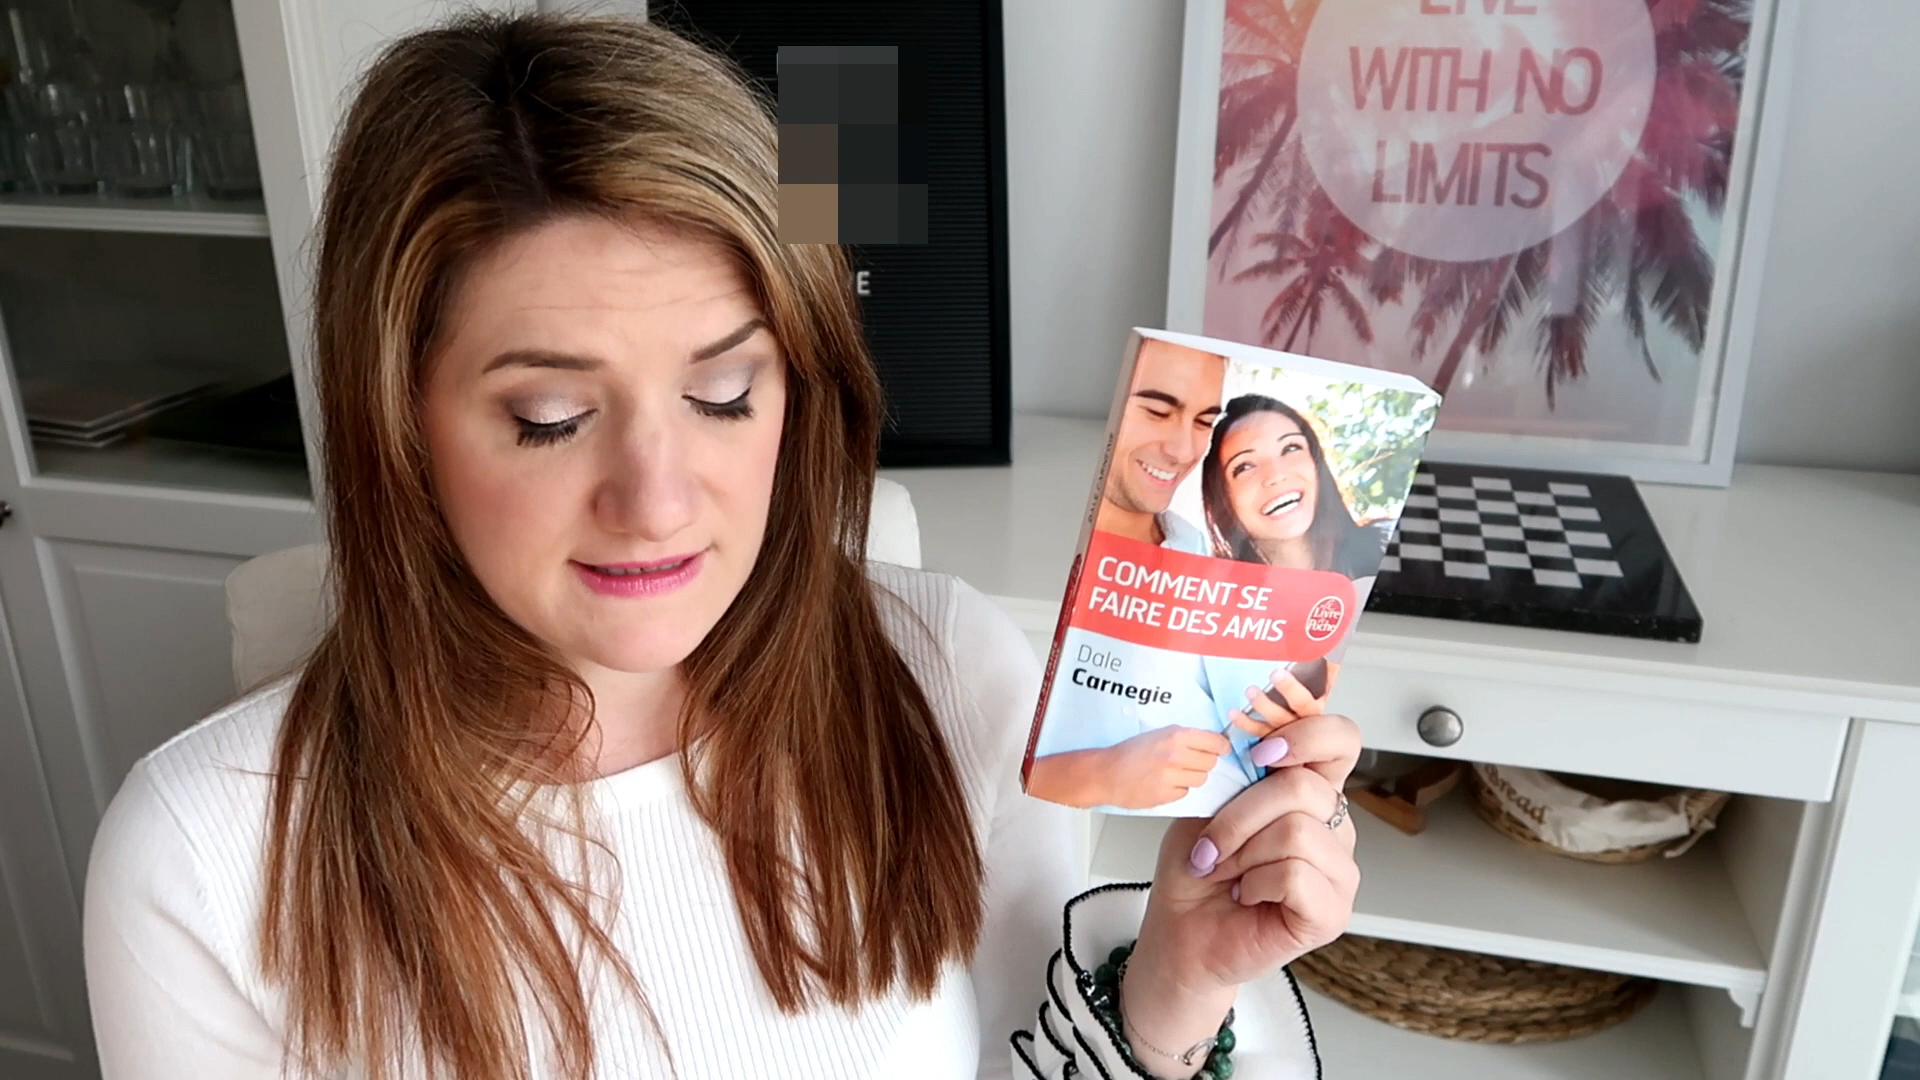 WITH NO
LIMITS
E
COMMENT SE
FAIRE DES AMIS
Le
Livre
de
Poche
Dale
Carnegie
Bread